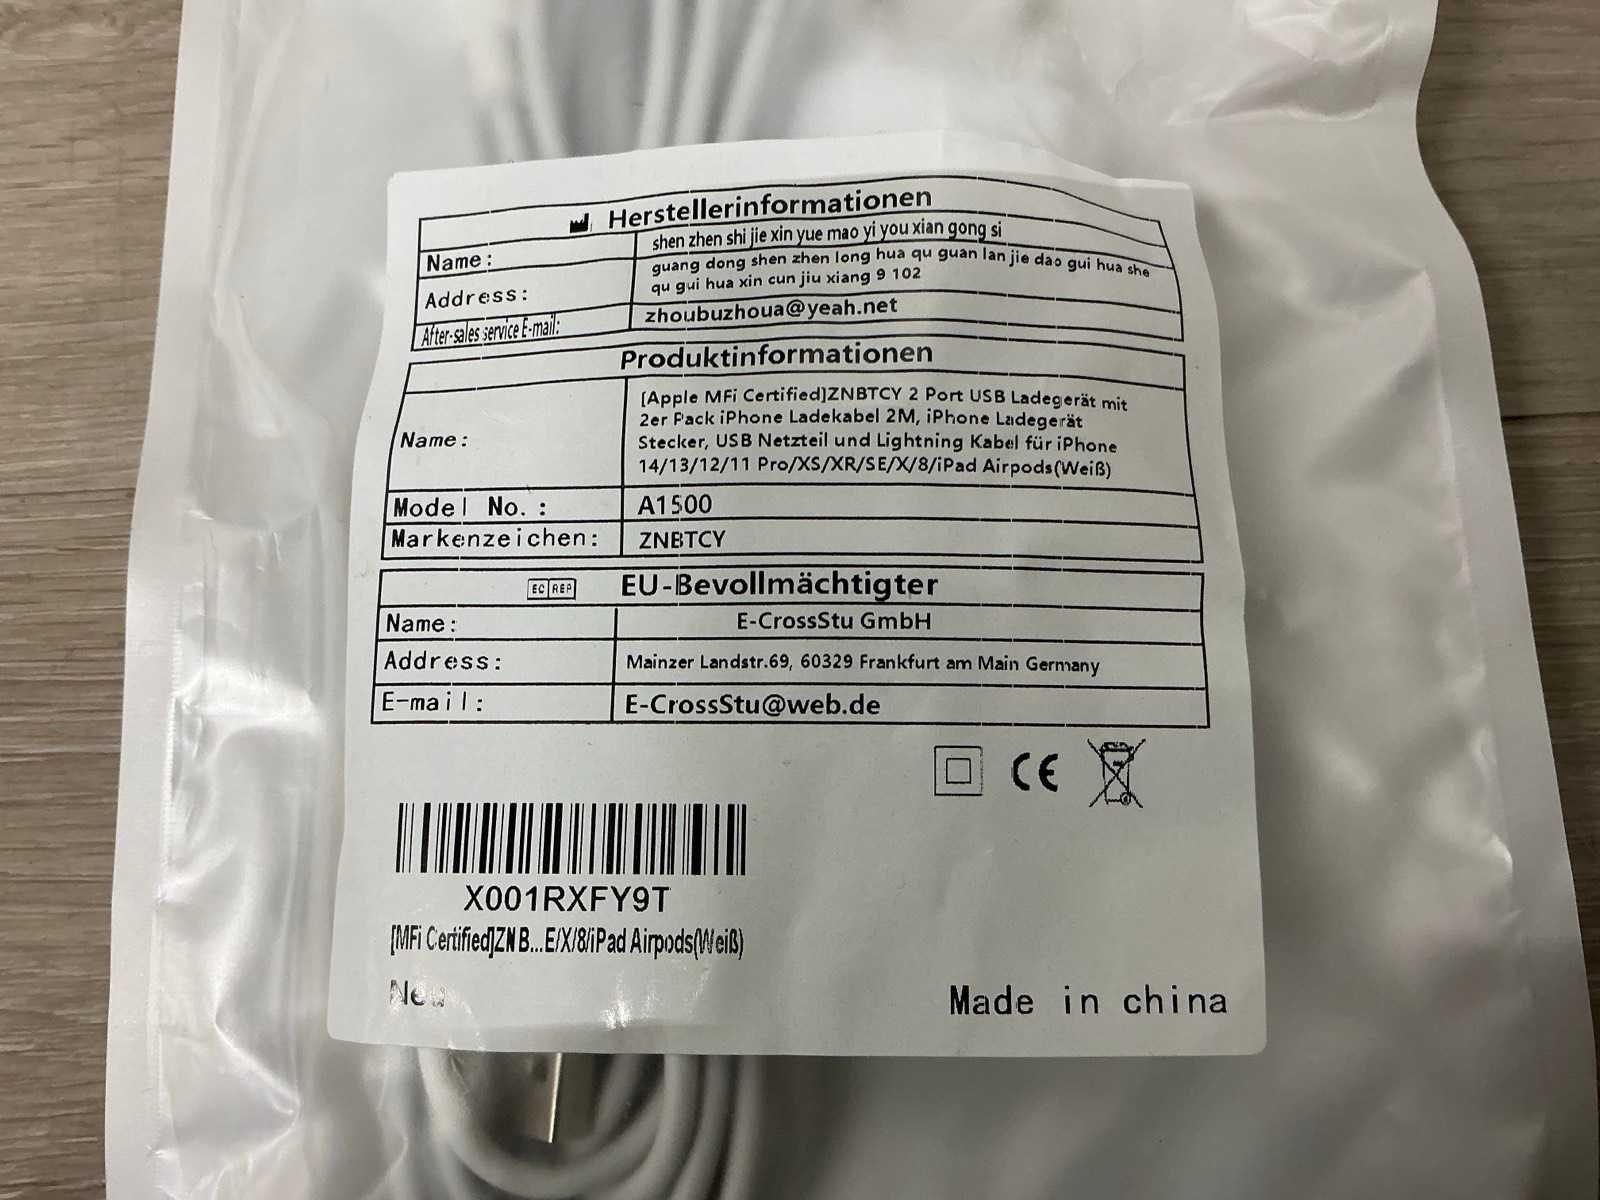 Herstellerinformationen
Name: shen zhen shi jie xin yue mao yi you xian gong si
Address: guang dong shen zhen long hua qu guan lan jie dao gui hua she
qu gui hua xin cun jiu xiang 9 102
After-sales service E-mail: zhoubuzhoua@yeah.net
Produktinformationen
Name: [Apple MFi Certified]ZNBTCY 2 Port USB Ladegerät mit
2er Pack iPhone Ladekabel 2M, iPhone Ladegerät
Stecker, USB Netzteil und Lightning Kabel für iPhone
14/13/12/11 Pro/XS/XR/SE/X/8/iPad Airpods(Weiß)
Model No.: A1500
Markenzeichen: ZNBTCY
EC REP EU-Bevollmächtigter
Name: E-CrossStu GmbH
Address: Mainzer Landstr.69, 60329 Frankfurt am Main Germany
E-mail: E-CrossStu@web.de
CE
X001RXFY9T
[MFi Certified]ZNB...E/X/8/iPad Airpods(Weiß)
Neu
Made in china